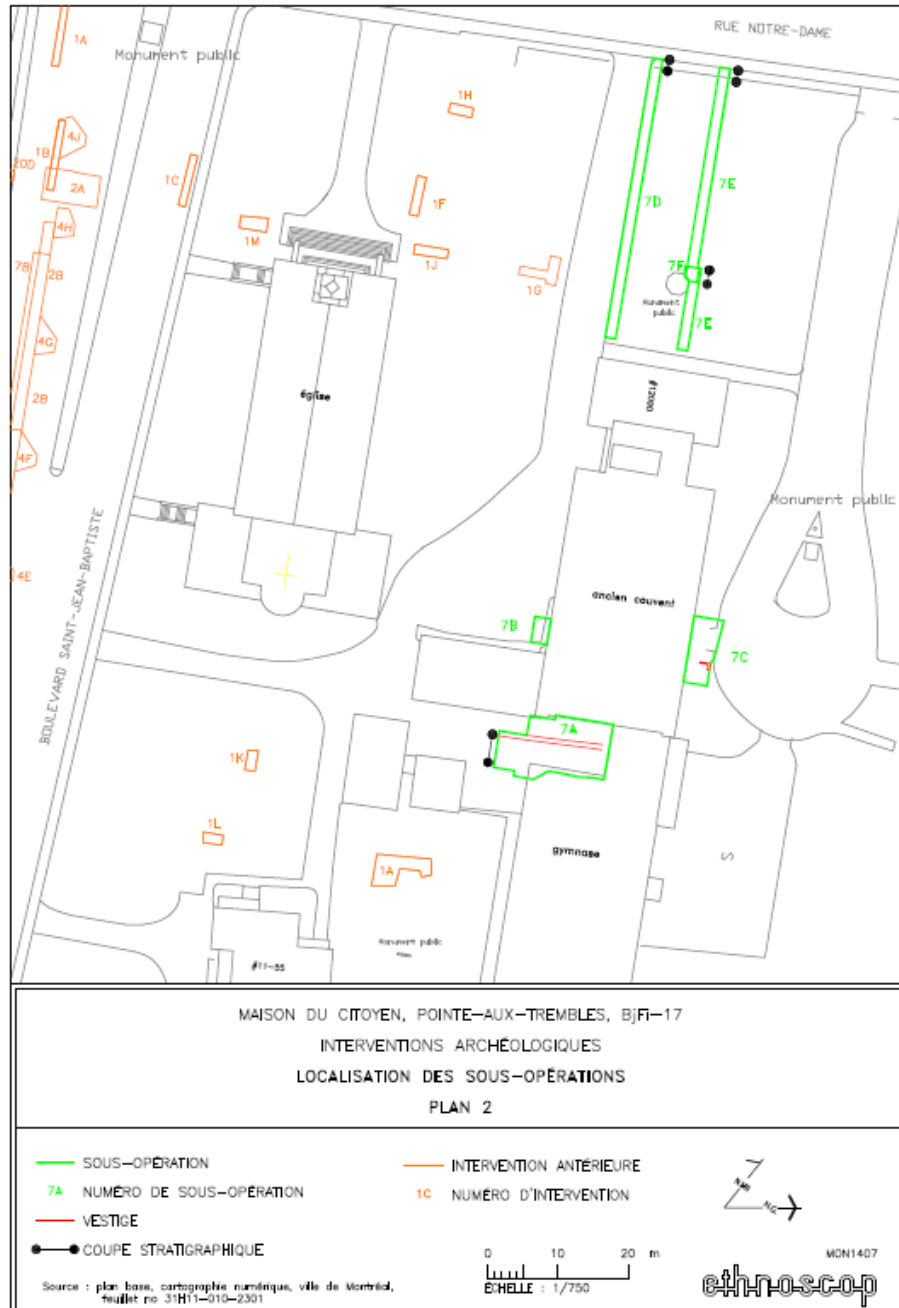 RUE NOTRE-DAME
1A
Monument public
1H
1B
4J
20D
2A
1C
7D
7E
1F
4H
1M
7B
2B
1J
7F
1G
Monument public
4G
7E
2B
#12090
église
4F
Monument public
4E
ancien couvent
BOULEVARD SAINT-JEAN-BAPTISTE
7B
7C
7A
1K
1L
gymnase
1A
S
Monument public
#11-55
MAISON DU CITOYEN, POINTE-AUX-TREMBLES, BjFi-17
INTERVENTIONS ARCHÉOLOGIQUES
LOCALISATION DES SOUS-OPÉRATIONS
PLAN 2
SOUS-OPÉRATION
7A NUMÉRO DE SOUS-OPÉRATION
VESTIGE
COUPE STRATIGRAPHIQUE
INTERVENTION ANTÉRIEURE
1C NUMÉRO D'INTERVENTION
N.G.
0 10 20 m
ÉCHELLE : 1/750
MON1407
Source : plan base, cartographie numérique, ville de Montréal,
feuillet no 31H11-010-2301
ethnoscop